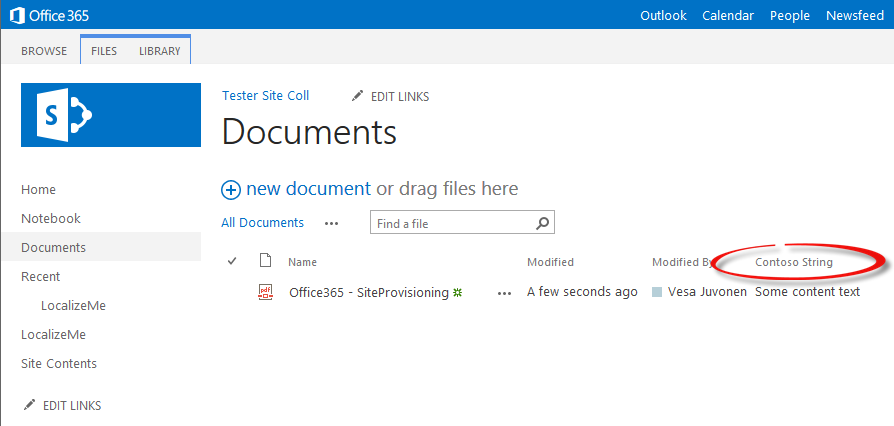 Office 365
Outlook Calendar People Newsfeed
BROWSE FILES LIBRARY
S
Tester Site Coll EDIT LINKS
Documents
new document or drag files here
All Documents ••• Find a file
Home
Notebook
Documents
Recent
LocalizeMe
LocalizeMe
Site Contents
EDIT LINKS
Name Modified Modified By Contoso String
pdf Office365 - SiteProvisioning ••• A few seconds ago Vesa Juvonen Some content text